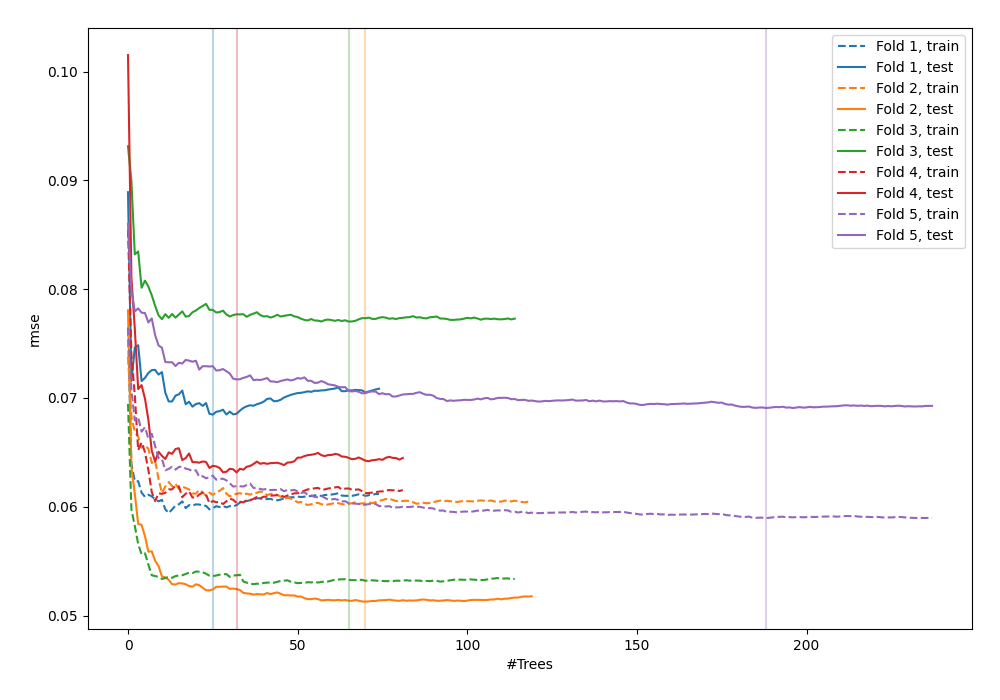 0.10
0.09
0.08
0.07
0.06
0.05
rmse
0
50
100
150
200
#Trees
Fold 1, train
Fold 1, test
Fold 2, train
Fold 2, test
Fold 3, train
Fold 3, test
Fold 4, train
Fold 4, test
Fold 5, train
Fold 5, test